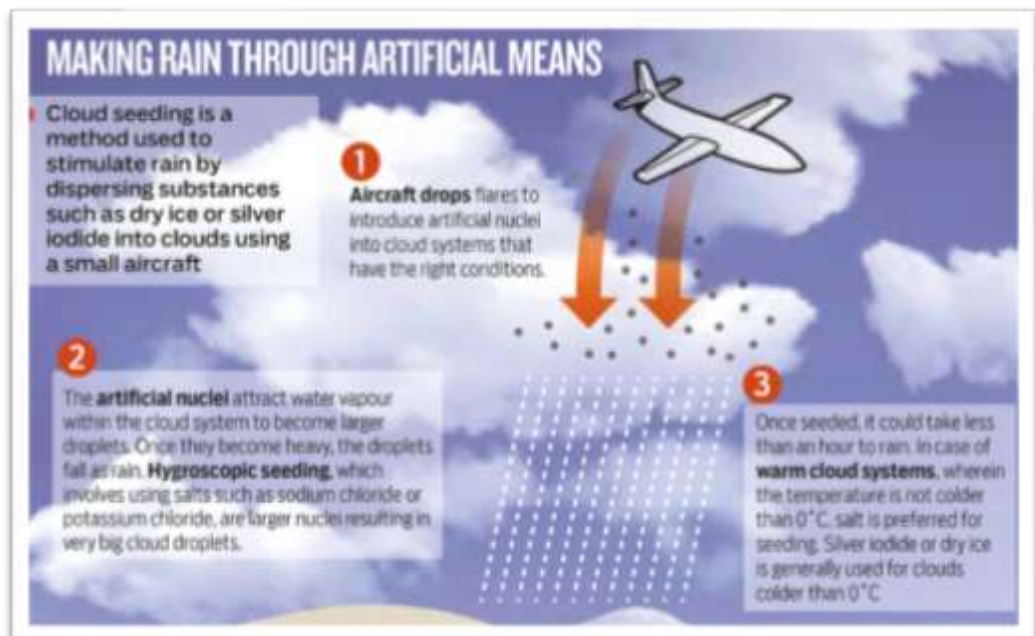 MAKING RAIN THROUGH ARTIFICIAL MEANS
Cloud seeding is a
method used to
stimulate rain by
dispersing substances
such as dry ice or silver
iodide into clouds using
a small aircraft
1
Aircraft drops flares to
introduce artificial nuclei
into cloud systems that
have the right conditions.
2
The artificial nuclei attract water vapour
within the cloud system to become larger
droplets. Once they become heavy, the droplets
fall as rain. Hygroscopic seeding, which
involves using salts such as sodium chloride or
potassium chloride, are larger nuclei resulting in
very big cloud droplets.
3
Once seeded, it could take less
than an hour to rain. In case of
warm cloud systems, wherein
the temperature is not colder
than 0˚C, salt is preferred for
seeding. Silver iodide or dry ice
is generally used for clouds
colder than 0˚C